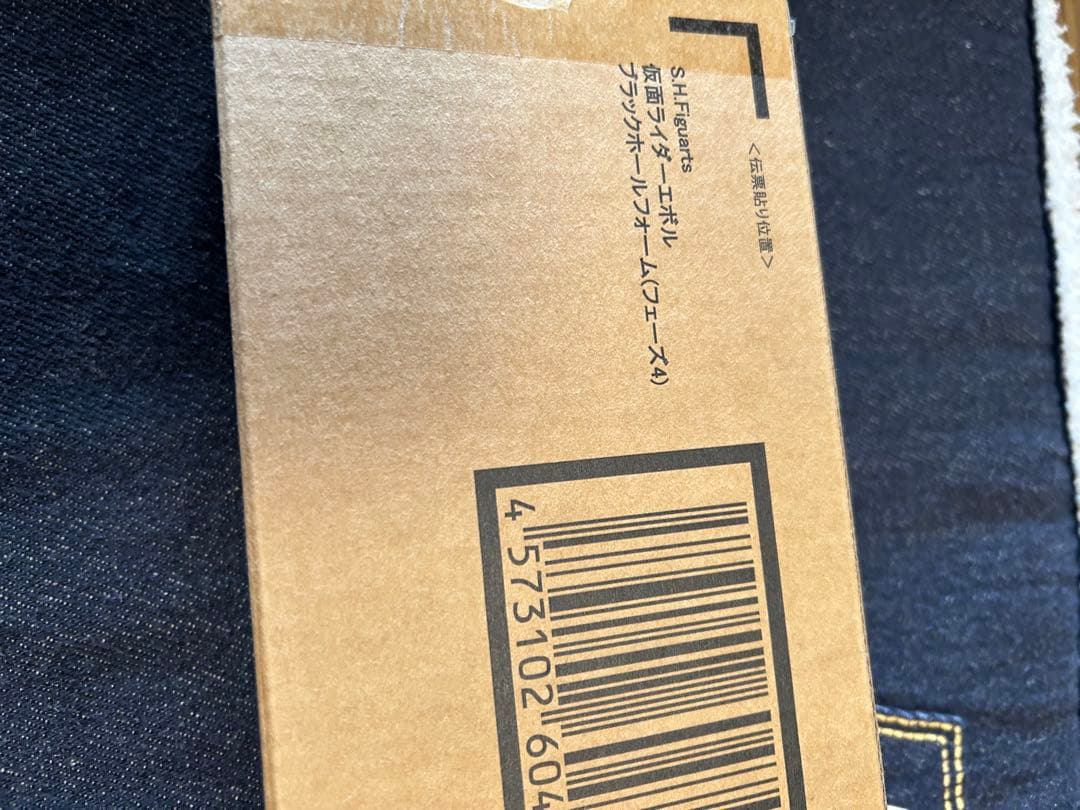 <伝票貼り位置>
S.H.Figuarts
仮面ライダーエボル
ブラックホールフォーム(フェーズ4)
4 573102 604